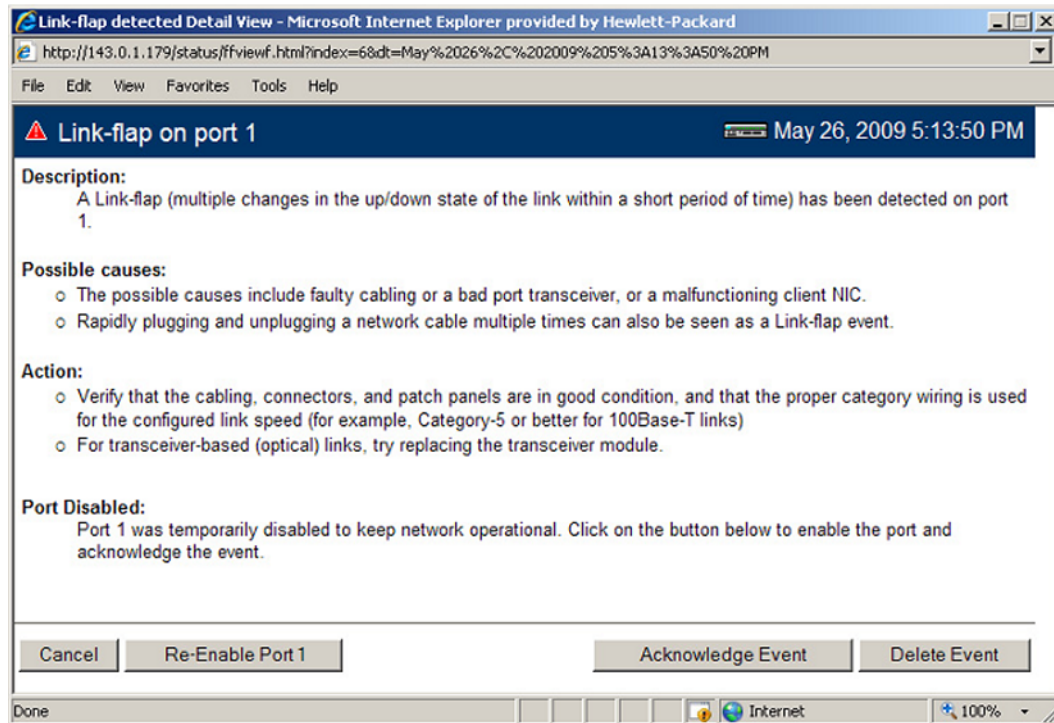 Link-flap detected Detail View - Microsoft Internet Explorer provided by Hewlett-Packard
http://143.0.1.179/status/ffviewf.html?index=6&dt=May%2026%2C%202009%205%3A13%3A50%20PM
File Edit View Favorites Tools Help
Link-flap on port 1 May 26, 2009 5:13:50 PM
Description:
A Link-flap (multiple changes in the up/down state of the link within a short period of time) has been detected on port
1.
Possible causes:
o The possible causes include faulty cabling or a bad port transceiver, or a malfunctioning client NIC.
o Rapidly plugging and unplugging a network cable multiple times can also be seen as a Link-flap event.
Action:
o Verify that the cabling, connectors, and patch panels are in good condition, and that the proper category wiring is used
for the configured link speed (for example, Category-5 or better for 100Base-T links)
o For transceiver-based (optical) links, try replacing the transceiver module.
Port Disabled:
Port 1 was temporarily disabled to keep network operational. Click on the button below to enable the port and
acknowledge the event.
Cancel Re-Enable Port 1 Acknowledge Event Delete Event
Done Internet 100%